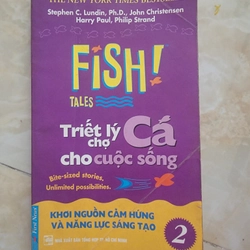 THE NEW YORK TIMES BESTSELLER
Stephen C. Lundin, Ph.D., John Christensen
Harry Paul, Philip Strand
FiSH!
TALES
Triết lý chợ Cá
cho cuộc sống
Bite-sized stories,
Unlimited possibilities.
KHƠI NGUỒN CẢM HỨNG
VÀ NĂNG LỰC SÁNG TẠO
2
First News